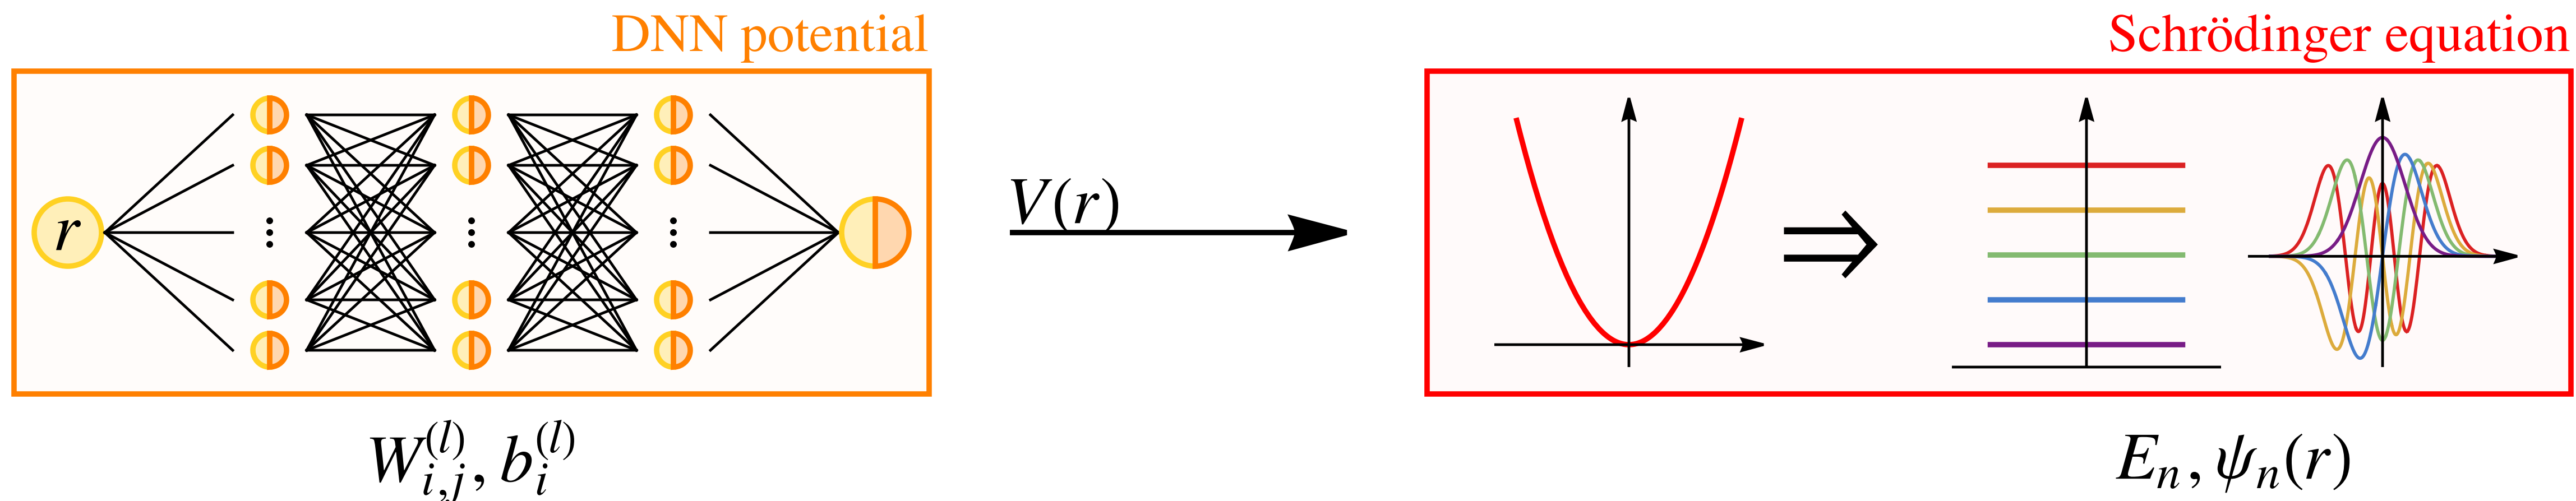 DNN potential
Schrödinger equation
r
V(r)
W_{i,j}^{(l)}, b_i^{(l)}
E_n, ψ_n(r)